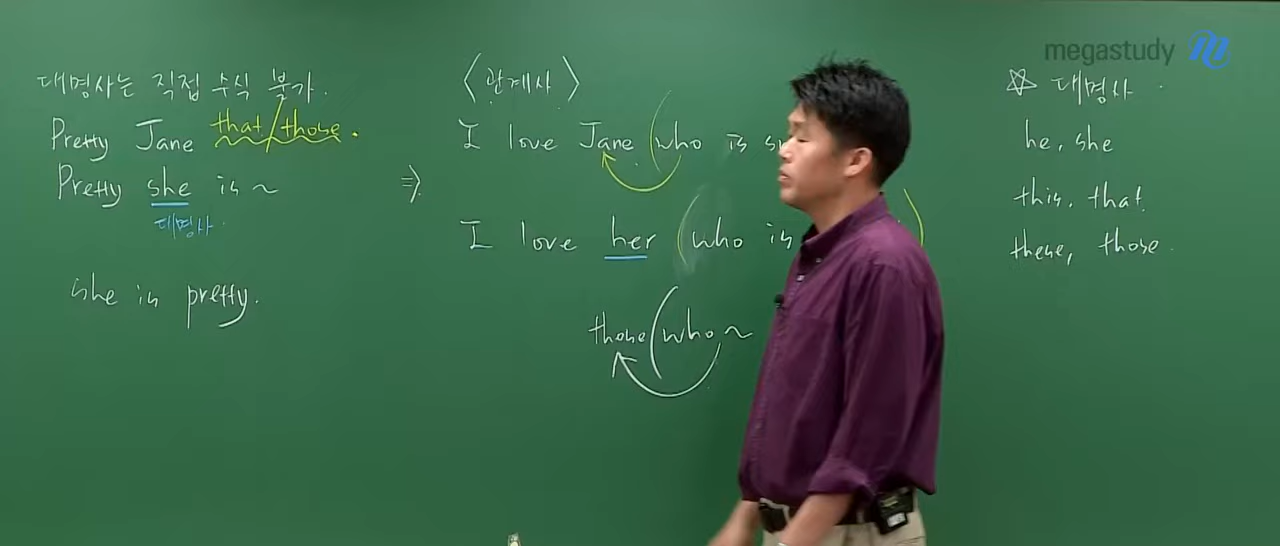 대명사는 직접 수식 불가.
Pretty Jane that/those.
Pretty she is ~
대명사.
she is pretty.
<관계사>
I love Jane (who is
⇒
I love her (who is )
those (who ~
megastudy
☆ 대명사.
he, she
this, that
these, those.